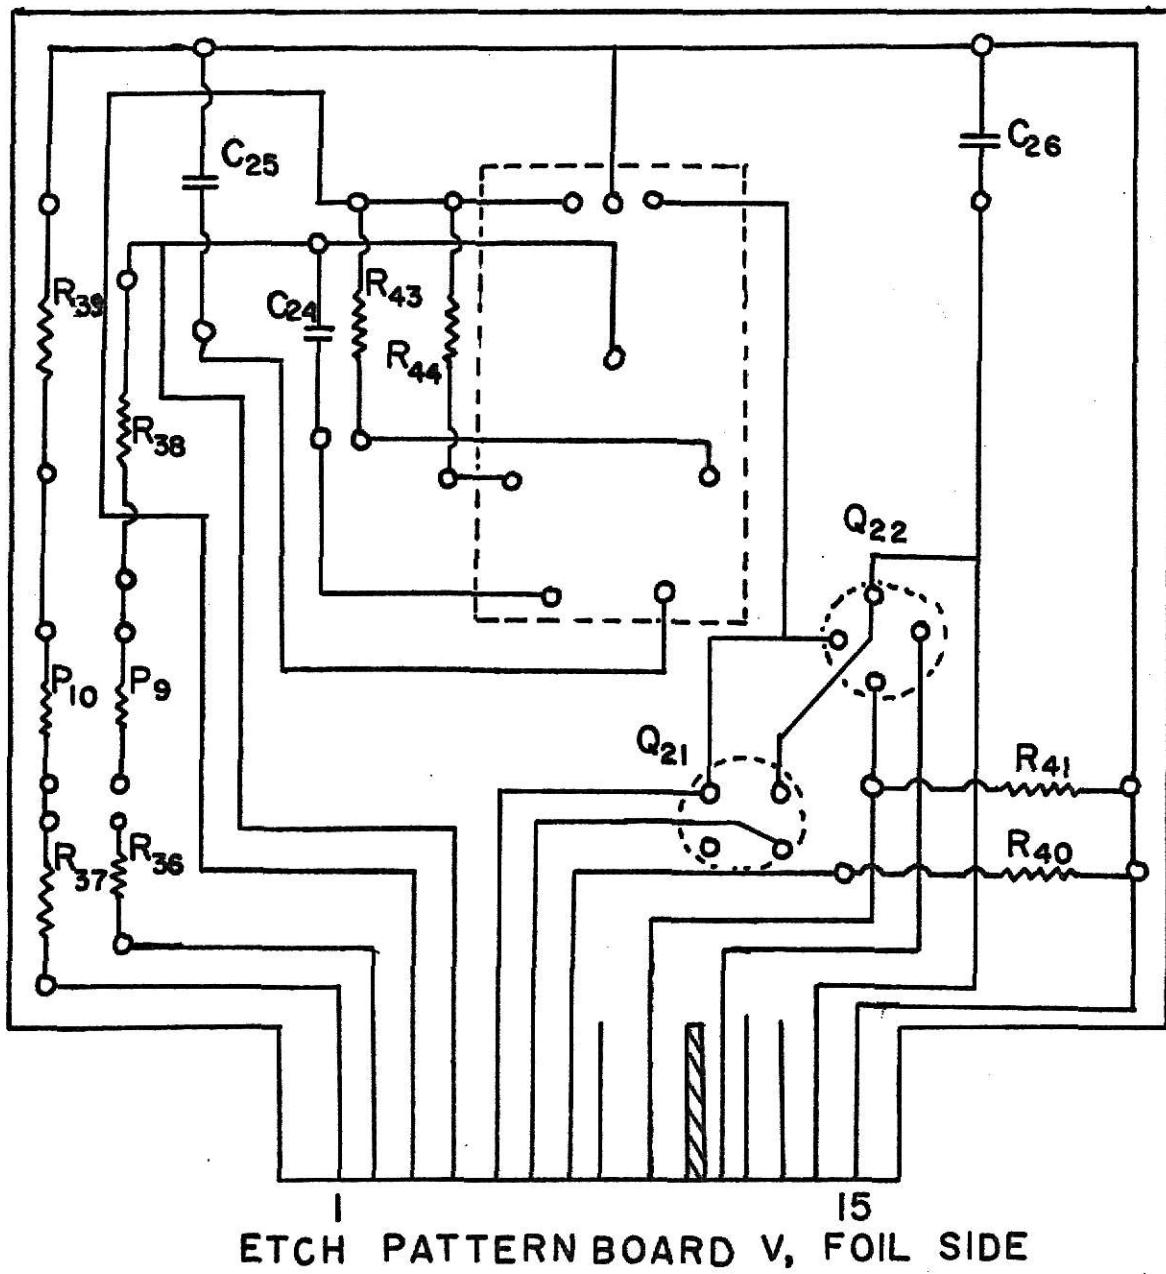 C25
C26
R39
C24
R43
R44
R38
Q22
P10
P9
Q21
R41
R37
R36
R40
1
15
ETCH PATTERN BOARD V, FOIL SIDE